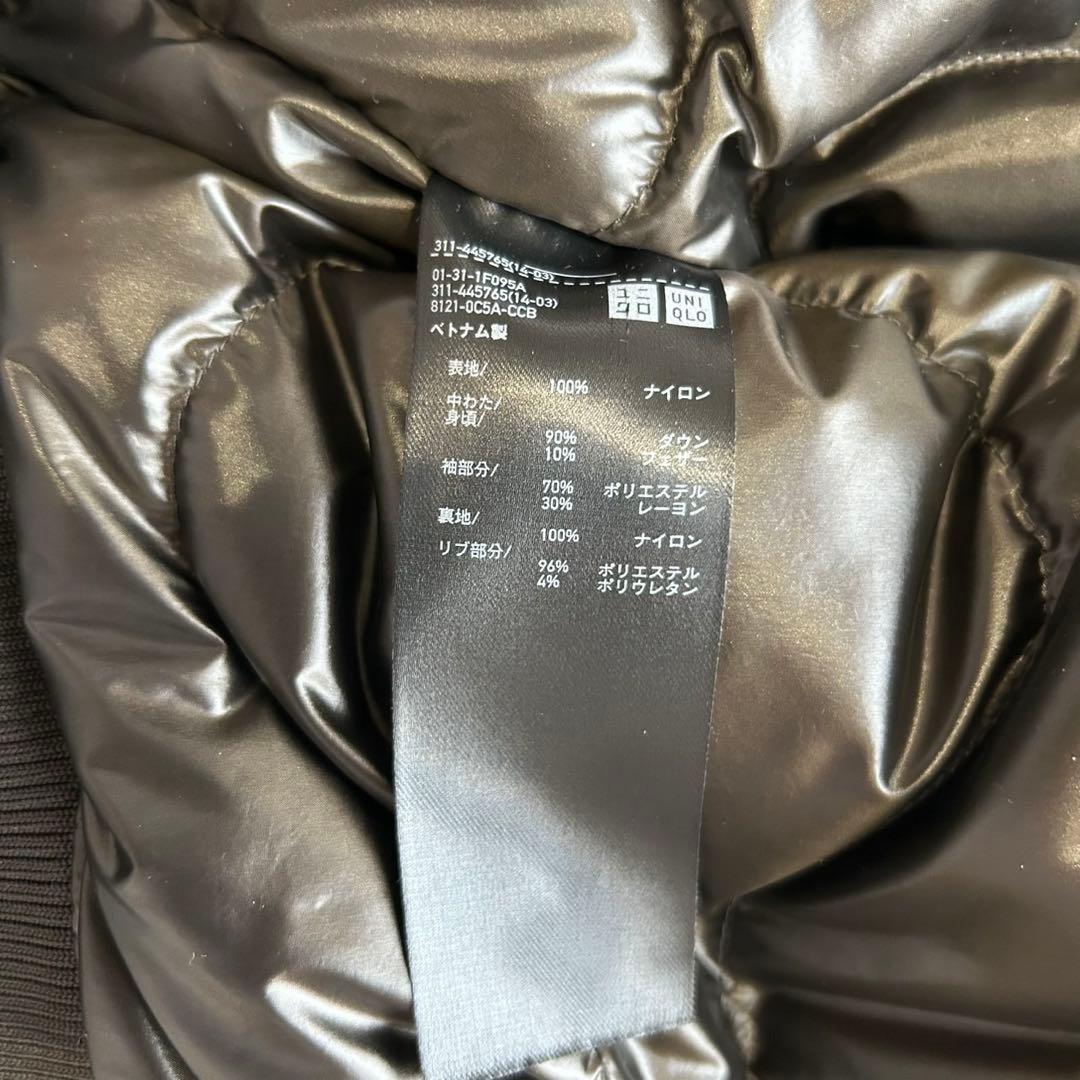 311-445765(14-03)
01-31-1F095A
311-445765(14-03)
8121-0C5A-CCB
ユニ
クロ
UNI
QLO
ベトナム製
表地/
100% ナイロン
中わた/
身頃/
90% ダウン
10% フェザー
袖部分/
70% ポリエステル
30% レーヨン
裏地/
100% ナイロン
リブ部分/
96% ポリエステル
4% ポリウレタン